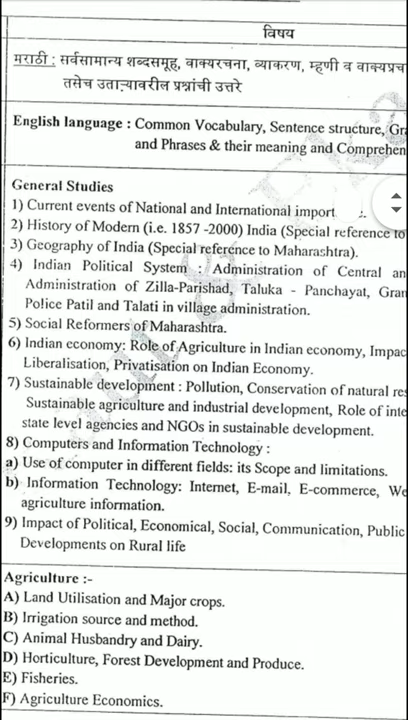 विषय
मराठी : सर्वसामान्य शब्दसमूह, वाक्यरचना, व्याकरण, म्हणी व वाक्यप्रच
तसेच उताऱ्यावरील प्रश्नांची उत्तरे
English language : Common Vocabulary, Sentence structure, Gra
and Phrases & their meaning and Comprehen
General Studies
1) Current events of National and International import
2) History of Modern (i.e. 1857 -2000) India (Special reference to
3) Geography of India (Special reference to Maharashtra).
4) Indian Political System : Administration of Central an
Administration of Zilla-Parishad, Taluka - Panchayat, Gran
Police Patil and Talati in village administration.
5) Social Reformers of Maharashtra.
6) Indian economy: Role of Agriculture in Indian economy, Impac
Liberalisation, Privatisation on Indian Economy.
7) Sustainable development : Pollution, Conservation of natural res
Sustainable agriculture and industrial development, Role of inte
state level agencies and NGOs in sustainable development.
8) Computers and Information Technology :
a) Use of computer in different fields: its Scope and limitations.
b) Information Technology: Internet, E-mail, E-commerce, We
agriculture information.
9) Impact of Political, Economical, Social, Communication, Public
Developments on Rural life
Agriculture :-
A) Land Utilisation and Major crops.
B) Irrigation source and method.
C) Animal Husbandry and Dairy.
D) Horticulture, Forest Development and Produce.
E) Fisheries.
F) Agriculture Economics.